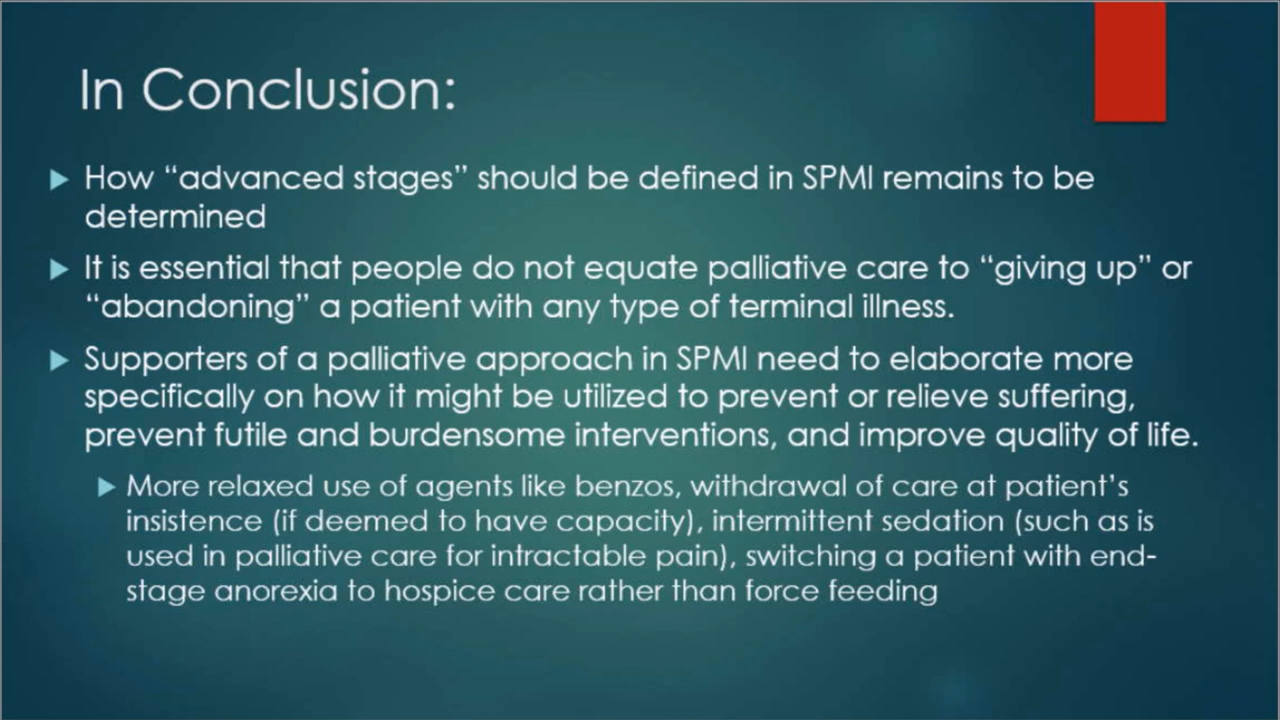 In Conclusion:
How “advanced stages” should be defined in SPMI remains to be
determined
It is essential that people do not equate palliative care to “giving up” or
“abandoning” a patient with any type of terminal illness.
Supporters of a palliative approach in SPMI need to elaborate more
specifically on how it might be utilized to prevent or relieve suffering,
prevent futile and burdensome interventions, and improve quality of life.
More relaxed use of agents like benzos, withdrawal of care at patient’s
insistence (if deemed to have capacity), intermittent sedation (such as is
used in palliative care for intractable pain), switching a patient with end-
stage anorexia to hospice care rather than force feeding